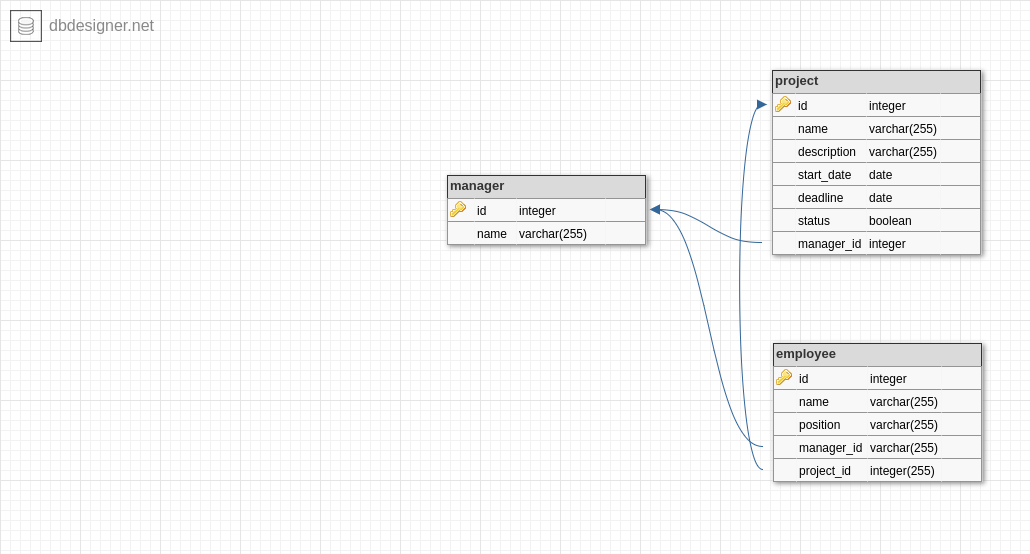 dbdesigner.net
project
id integer
name varchar(255)
description varchar(255)
start_date date
deadline date
status boolean
manager_id integer
manager
id integer
name varchar(255)
employee
id integer
name varchar(255)
position varchar(255)
manager_id varchar(255)
project_id integer(255)